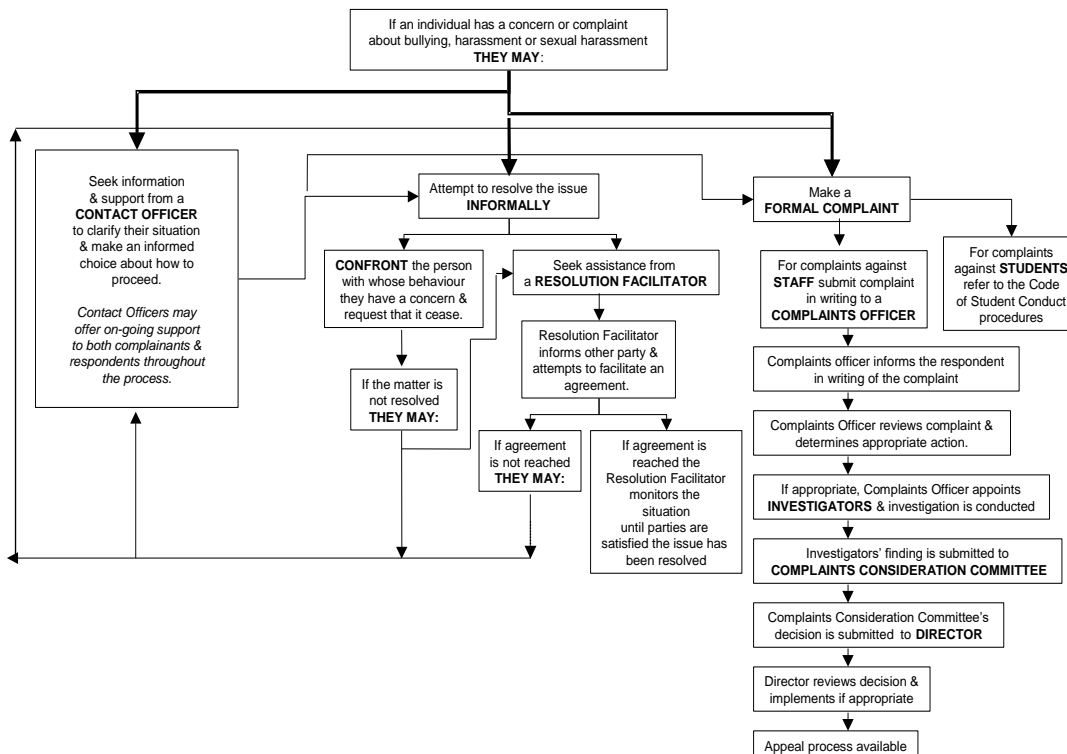 If an individual has a concern or complaint
about bullying, harassment or sexual harassment
THEY MAY:
Seek information
& support from a
CONTACT OFFICER
to clarify their situation
& make an informed
choice about how to
proceed.
Contact Officers may
offer on-going support
to both complainants &
respondents throughout
the process.
Attempt to resolve the issue
INFORMALLY
CONFRONT the person
with whose behaviour
they have a concern &
request that it cease.
If the matter is
not resolved
THEY MAY:
Seek assistance from
a RESOLUTION FACILITATOR
Resolution Facilitator
informs other party &
attempts to facilitate an
agreement.
If agreement
is not reached
THEY MAY:
If agreement is
reached the
Resolution Facilitator
monitors the
situation
until parties are
satisfied the issue has
been resolved
Make a
FORMAL COMPLAINT
For complaints against
STAFF submit complaint
in writing to a
COMPLAINTS OFFICER
For complaints
against STUDENTS
refer to the Code
of Student Conduct
procedures
Complaints officer informs the respondent
in writing of the complaint
Complaints Officer reviews complaint &
determines appropriate action.
If appropriate, Complaints Officer appoints
INVESTIGATORS & investigation is conducted
Investigators' finding is submitted to
COMPLAINTS CONSIDERATION COMMITTEE
Complaints Consideration Committee's
decision is submitted to DIRECTOR
Director reviews decision &
implements if appropriate
Appeal process available